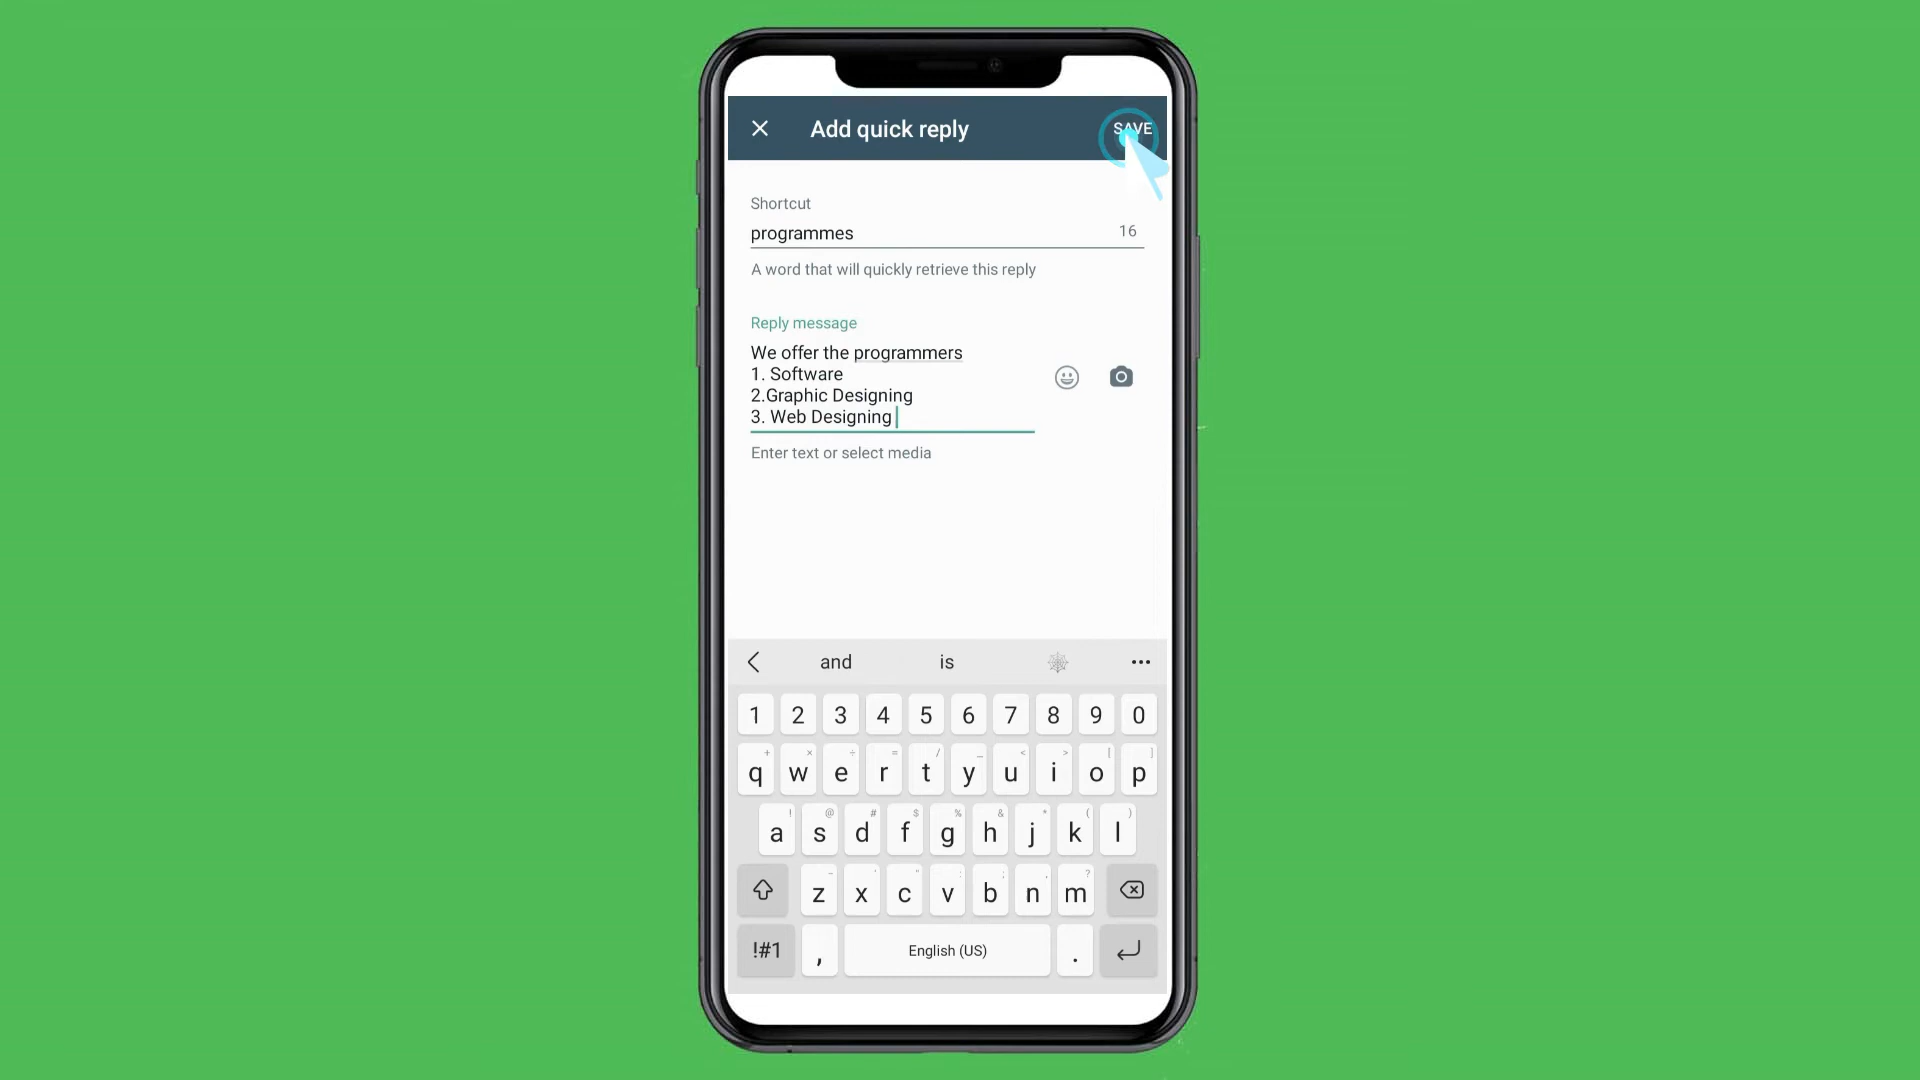 Add quick reply SAVE
Shortcut
programmes 16
A word that will quickly retrieve this reply
Reply message
We offer the programmers
1. Software
2.Graphic Designing
3. Web Designing
Enter text or select media
and is
1 2 3 4 5 6 7 8 9 0
q w e r t y u i o p
a s d f g h j k l
z x c v b n m
!#1 , English (US) .